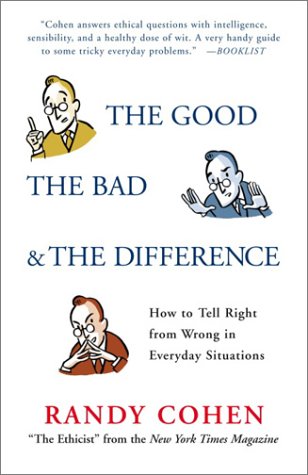 "Cohen answers ethical questions with intelligence,
sensibility, and a healthy dose of wit. A very handy guide
to some tricky everyday problems." —BOOKLIST
THE GOOD
THE BAD
& THE DIFFERENCE
How to Tell Right
from Wrong in
Everyday Situations
RANDY COHEN
"The Ethicist" from the New York Times Magazine